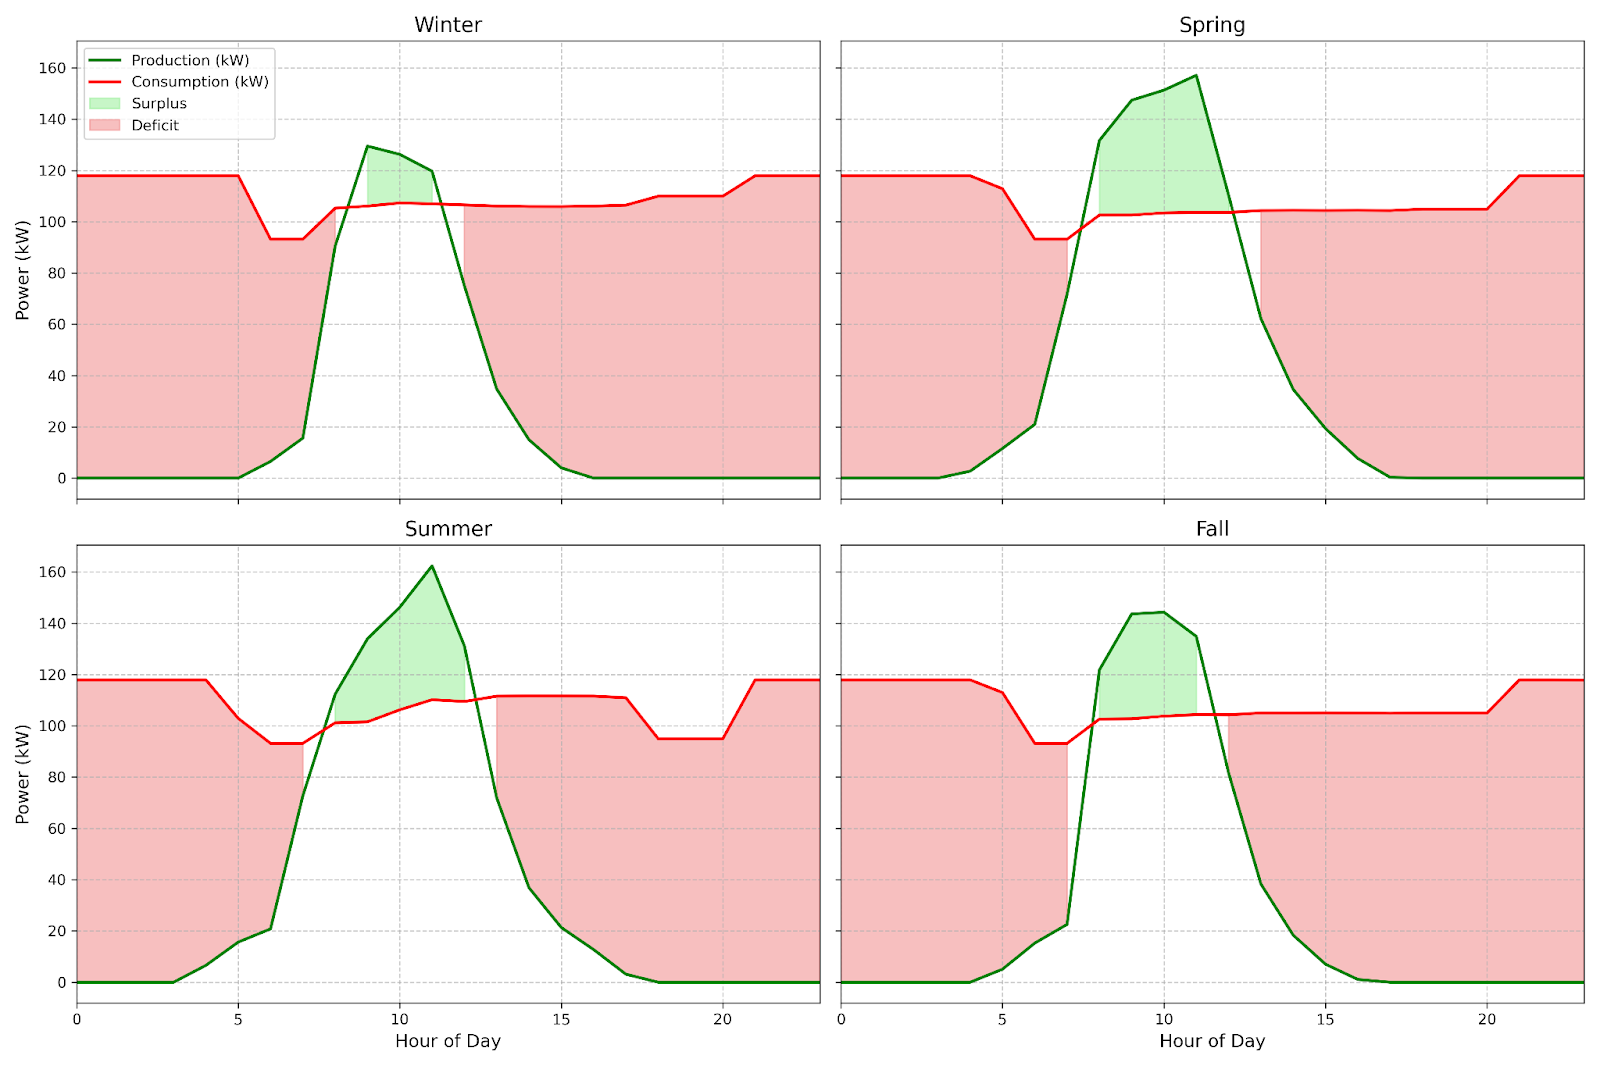 Winter
Power (kW)
160
140
120
100
80
60
40
20
0
Production (kW)
Consumption (kW)
Surplus
Deficit
Spring
Summer
Power (kW)
160
140
120
100
80
60
40
20
0
0 5 10 15 20
Hour of Day
Fall
0 5 10 15 20
Hour of Day